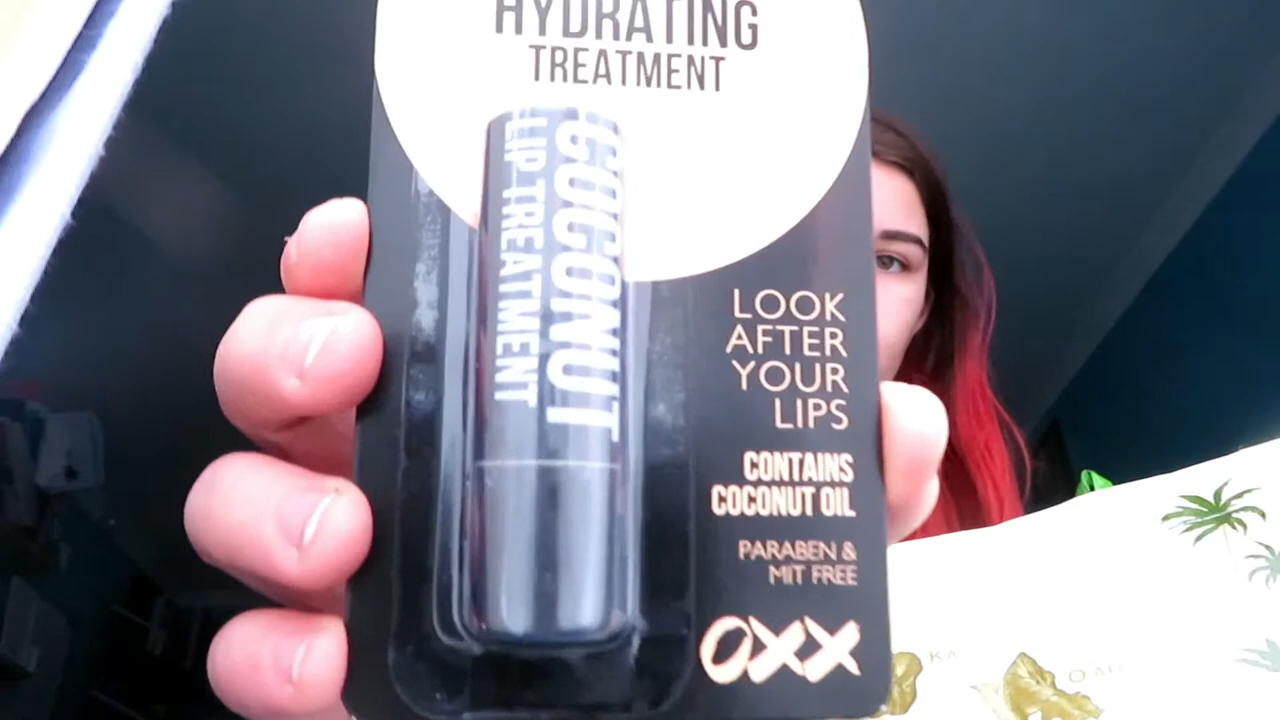 HYDRATING
TREATMENT
COCONUT
LIP TREATMENT
LOOK
AFTER
YOUR
LIPS
CONTAINS
COCONUT OIL
PARABEN &
MIT FREE
OXX